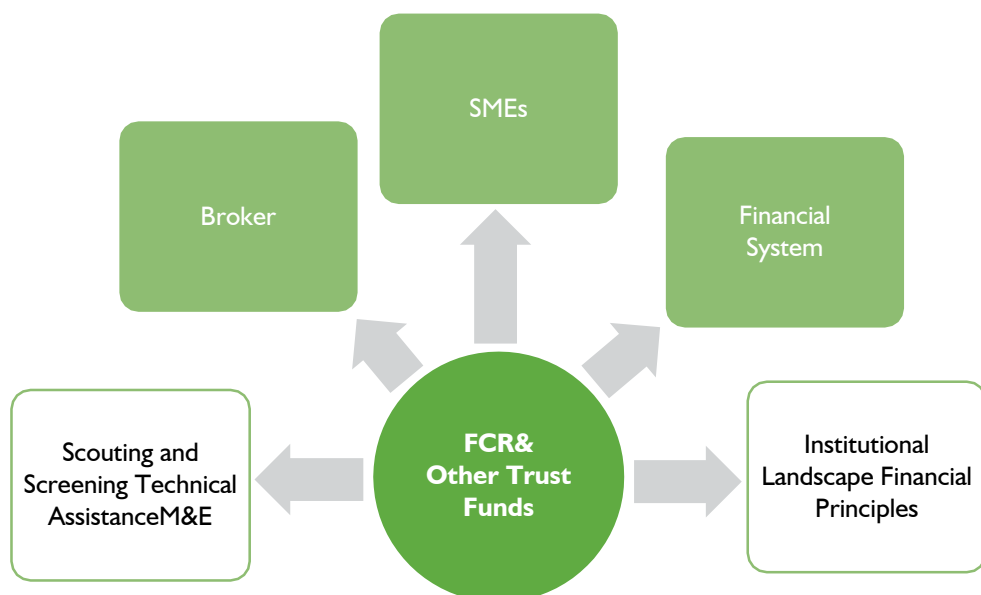 SMEs
Broker
Financial
System
Scouting and
Screening Technical
AssistanceM&E
FCR&
Other Trust
Funds
Institutional
Landscape Financial
Principles